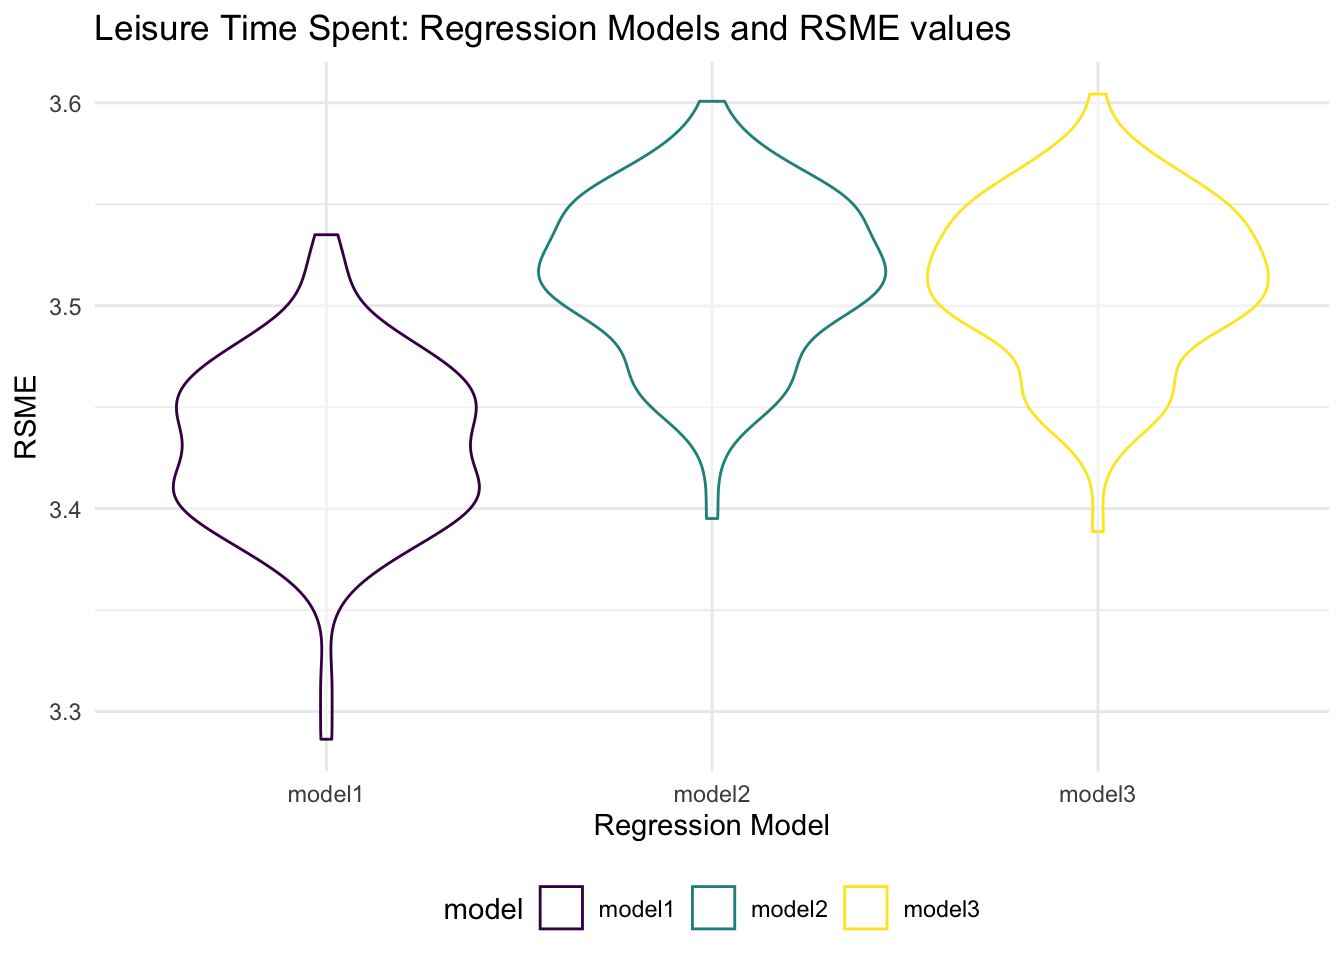 Leisure Time Spent: Regression Models and RSME values
RSME
3.6
3.5
3.4
3.3
model1 model2 model3
Regression Model
model model1 model2 model3